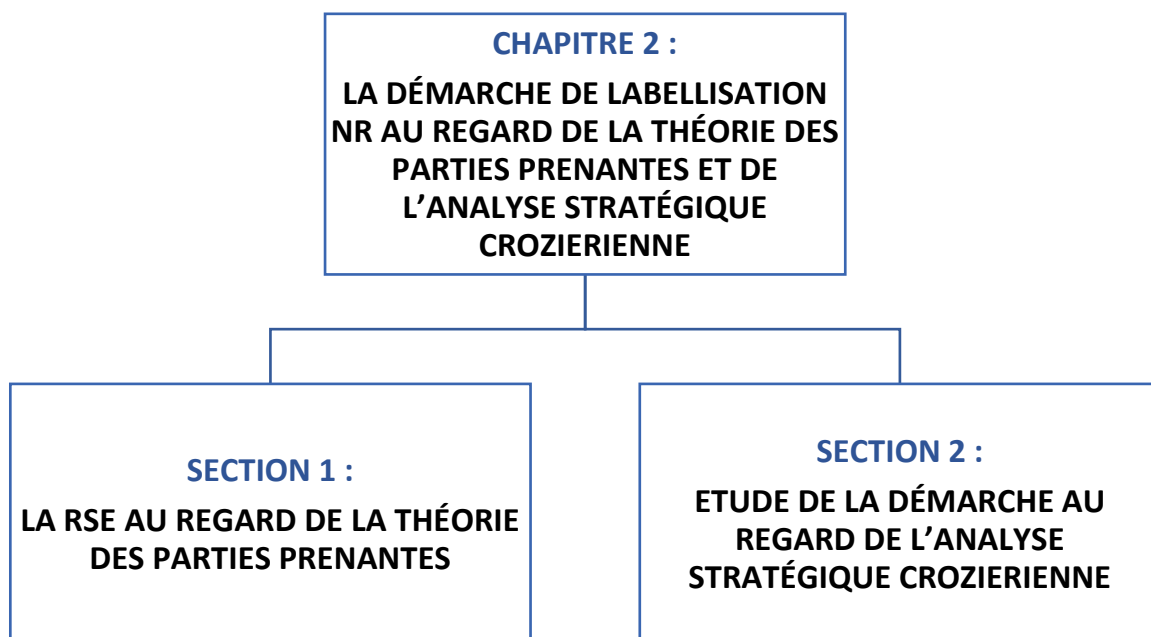 CHAPITRE 2 :
LA DÉMARCHE DE LABELLISATION
NR AU REGARD DE LA THÉORIE DES
PARTIES PRENANTES ET DE
L’ANALYSE STRATÉGIQUE
CROZIERIENNE
SECTION 1 :
LA RSE AU REGARD DE LA THÉORIE
DES PARTIES PRENANTES
SECTION 2 :
ETUDE DE LA DÉMARCHE AU
REGARD DE L’ANALYSE
STRATÉGIQUE CROZIERIENNE